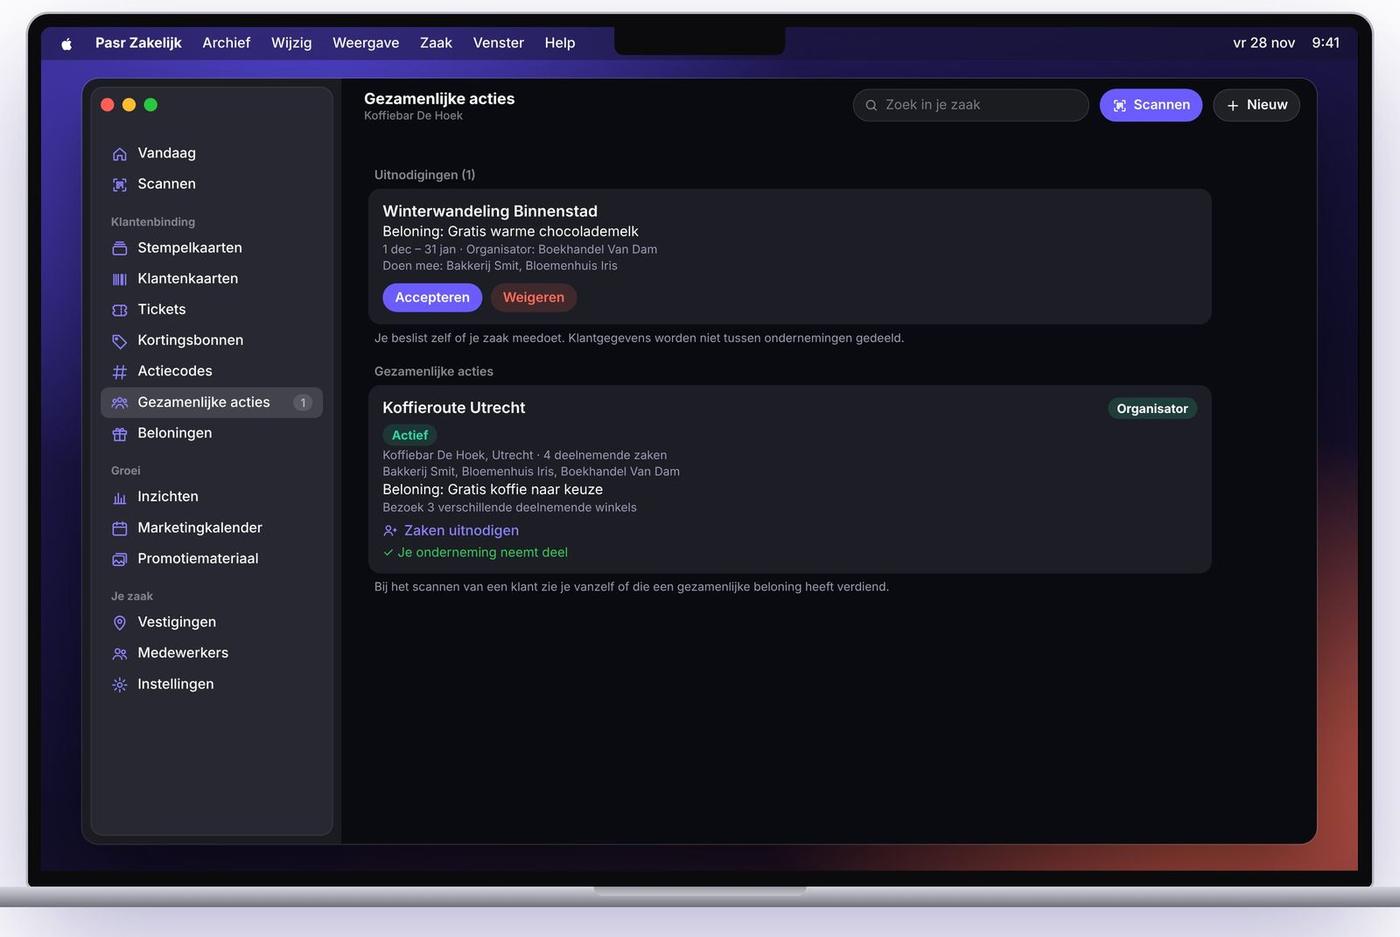 Pasr Zakelijk Archief Wijzig Weergave Zaak Venster Help vr 28 nov 9:41
Vandaag
Scannen
Klantenbinding
Stempelkaarten
Klantenkaarten
Tickets
Kortingsbonnen
Actiecodes
Gezamenlijke acties 1
Beloningen
Groei
Inzichten
Marketingkalender
Promotiemateriaal
Je zaak
Vestigingen
Medewerkers
Instellingen
Gezamenlijke acties
Koffiebar De Hoek
Zoek in je zaak
Scannen
Nieuw
Uitnodigingen (1)
Winterwandeling Binnenstad
Beloning: Gratis warme chocolademelk
1 dec – 31 jan · Organisator: Boekhandel Van Dam
Doen mee: Bakkerij Smit, Bloemenhuis Iris
Accepteren Weigeren
Je beslist zelf of je zaak meedoet. Klantgegevens worden niet tussen ondernemingen gedeeld.
Gezamenlijke acties
Koffieroute Utrecht
Organisator
Actief
Koffiebar De Hoek, Utrecht · 4 deelnemende zaken
Bakkerij Smit, Bloemenhuis Iris, Boekhandel Van Dam
Beloning: Gratis koffie naar keuze
Bezoek 3 verschillende deelnemende winkels
Zaken uitnodigen
✓ Je onderneming neemt deel
Bij het scannen van een klant zie je vanzelf of die een gezamenlijke beloning heeft verdiend.